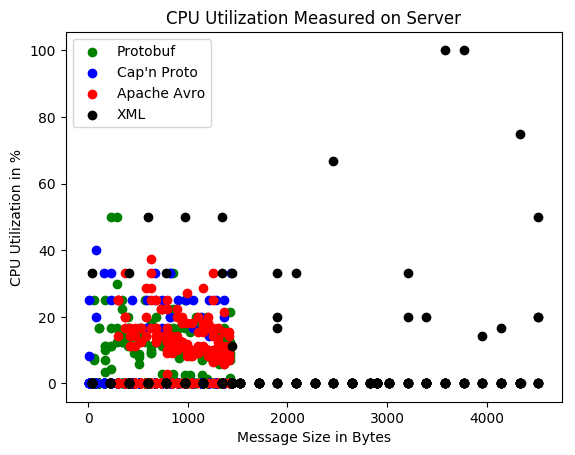 CPU Utilization Measured on Server
Protobuf
Cap'n Proto
Apache Avro
XML
CPU Utilization in %
100
80
60
40
20
0
0 1000 2000 3000 4000
Message Size in Bytes